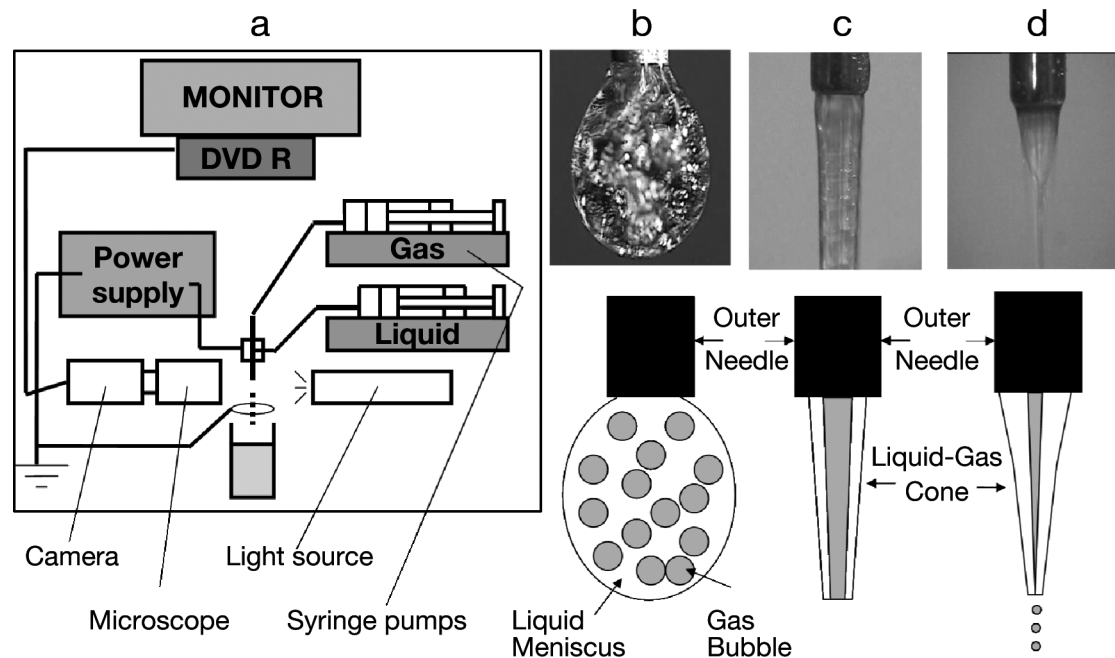 a
b
c
d
MONITOR
DVD R
Power
supply
Gas
Liquid
Camera
Microscope
Light source
Syringe pumps
Outer
Needle
Outer
Needle
Liquid-Gas
Cone
Liquid
Meniscus
Gas
Bubble